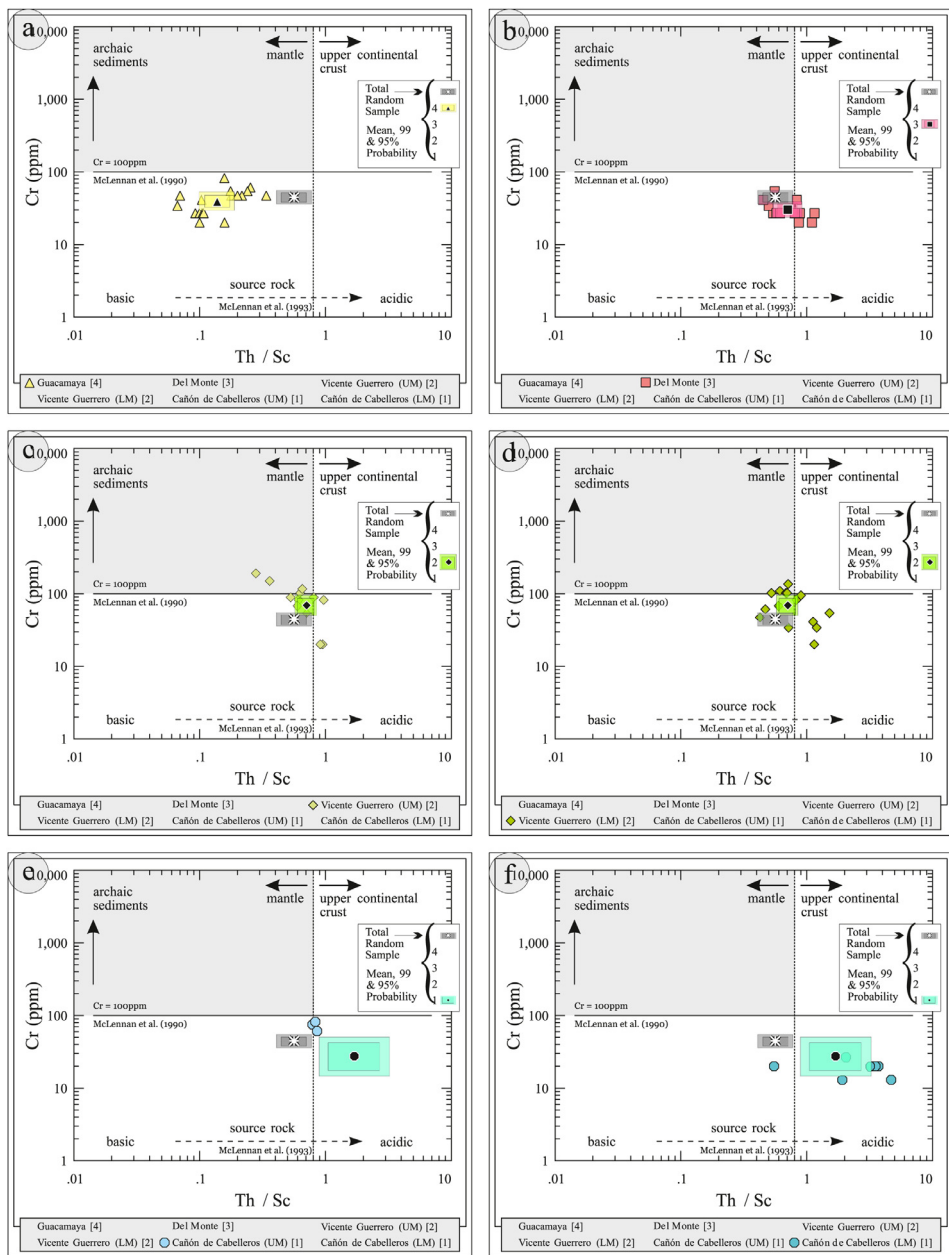 a
10,000
1,000
100
10
1
Cr (ppm)
archaic
sediments
mantle
upper continental
crust
Total
Random
Sample
Mean, 99
& 95%
Probability
4
3
2
1
Cr = 100ppm
McLennan et al. (1990)
source rock
basic
acidic
McLennan et al. (1993)
.01
.1
1
10
Th / Sc
Guacamaya [4]
Del Monte [3]
Vicente Guerrero (UM) [2]
Vicente Guerrero (LM) [2]
Cañón de Cabelleros (UM) [1]
Cañón de Cabelleros (LM) [1]
b
10,000
1,000
100
10
1
Cr (ppm)
archaic
sediments
mantle
upper continental
crust
Total
Random
Sample
Mean, 99
& 95%
Probability
4
3
2
1
Cr = 100ppm
McLennan et al. (1990)
source rock
basic
acidic
McLennan et al. (1993)
.01
.1
1
10
Th / Sc
Guacamaya [4]
Del Monte [3]
Vicente Guerrero (UM) [2]
Vicente Guerrero (LM) [2]
Cañón de Cabelleros (UM) [1]
Cañón de Cabelleros (LM) [1]
c
10,000
1,000
100
10
1
Cr (ppm)
archaic
sediments
mantle
upper continental
crust
Total
Random
Sample
Mean, 99
& 95%
Probability
4
3
2
1
Cr = 100ppm
McLennan et al. (1990)
source rock
basic
acidic
McLennan et al. (1993)
.01
.1
1
10
Th / Sc
Guacamaya [4]
Del Monte [3]
Vicente Guerrero (UM) [2]
Vicente Guerrero (LM) [2]
Cañón de Cabelleros (UM) [1]
Cañón de Cabelleros (LM) [1]
d
10,000
1,000
100
10
1
Cr (ppm)
archaic
sediments
mantle
upper continental
crust
Total
Random
Sample
Mean, 99
& 95%
Probability
4
3
2
1
Cr = 100ppm
McLennan et al. (1990)
source rock
basic
acidic
McLennan et al. (1993)
.01
.1
1
10
Th / Sc
Guacamaya [4]
Del Monte [3]
Vicente Guerrero (UM) [2]
Vicente Guerrero (LM) [2]
Cañón de Cabelleros (UM) [1]
Cañón de Cabelleros (LM) [1]
e
10,000
1,000
100
10
1
Cr (ppm)
archaic
sediments
mantle
upper continental
crust
Total
Random
Sample
Mean, 99
& 95%
Probability
4
3
2
1
Cr = 100ppm
McLennan et al. (1990)
source rock
basic
acidic
McLennan et al. (1993)
.01
.1
1
10
Th / Sc
Guacamaya [4]
Del Monte [3]
Vicente Guerrero (UM) [2]
Vicente Guerrero (LM) [2]
Cañón de Cabelleros (UM) [1]
Cañón de Cabelleros (LM) [1]
f
10,000
1,000
100
10
1
Cr (ppm)
archaic
sediments
mantle
upper continental
crust
Total
Random
Sample
Mean, 99
& 95%
Probability
4
3
2
1
Cr = 100ppm
McLennan et al. (1990)
source rock
basic
acidic
McLennan et al. (1993)
.01
.1
1
10
Th / Sc
Guacamaya [4]
Del Monte [3]
Vicente Guerrero (UM) [2]
Vicente Guerrero (LM) [2]
Cañón de Cabelleros (UM) [1]
Cañón de Cabelleros (LM) [1]